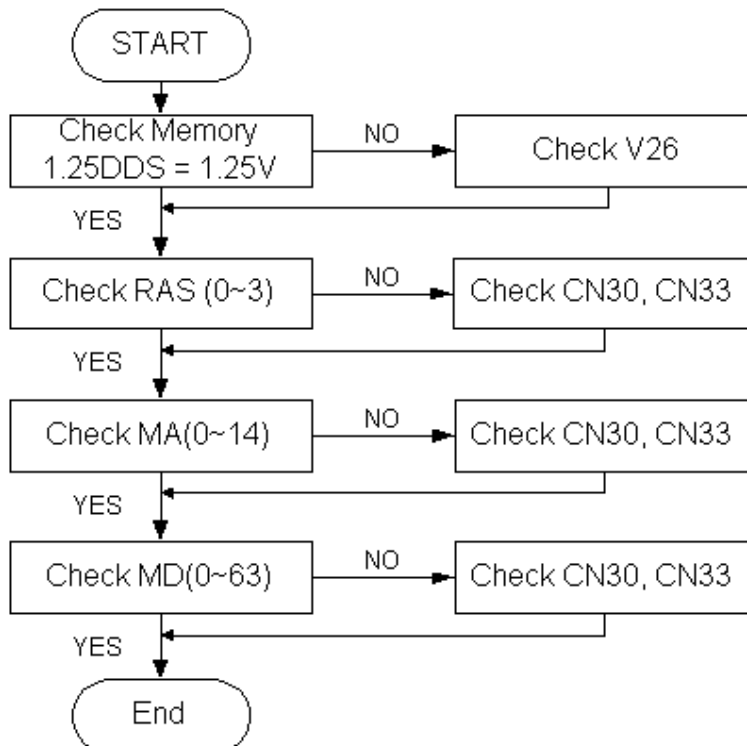 START
Check Memory
1.25DDS = 1.25V
NO
Check V26
YES
Check RAS (0~3)
NO
Check CN30, CN33
YES
Check MA(0~14)
NO
Check CN30, CN33
YES
Check MD(0~63)
NO
Check CN30, CN33
YES
End